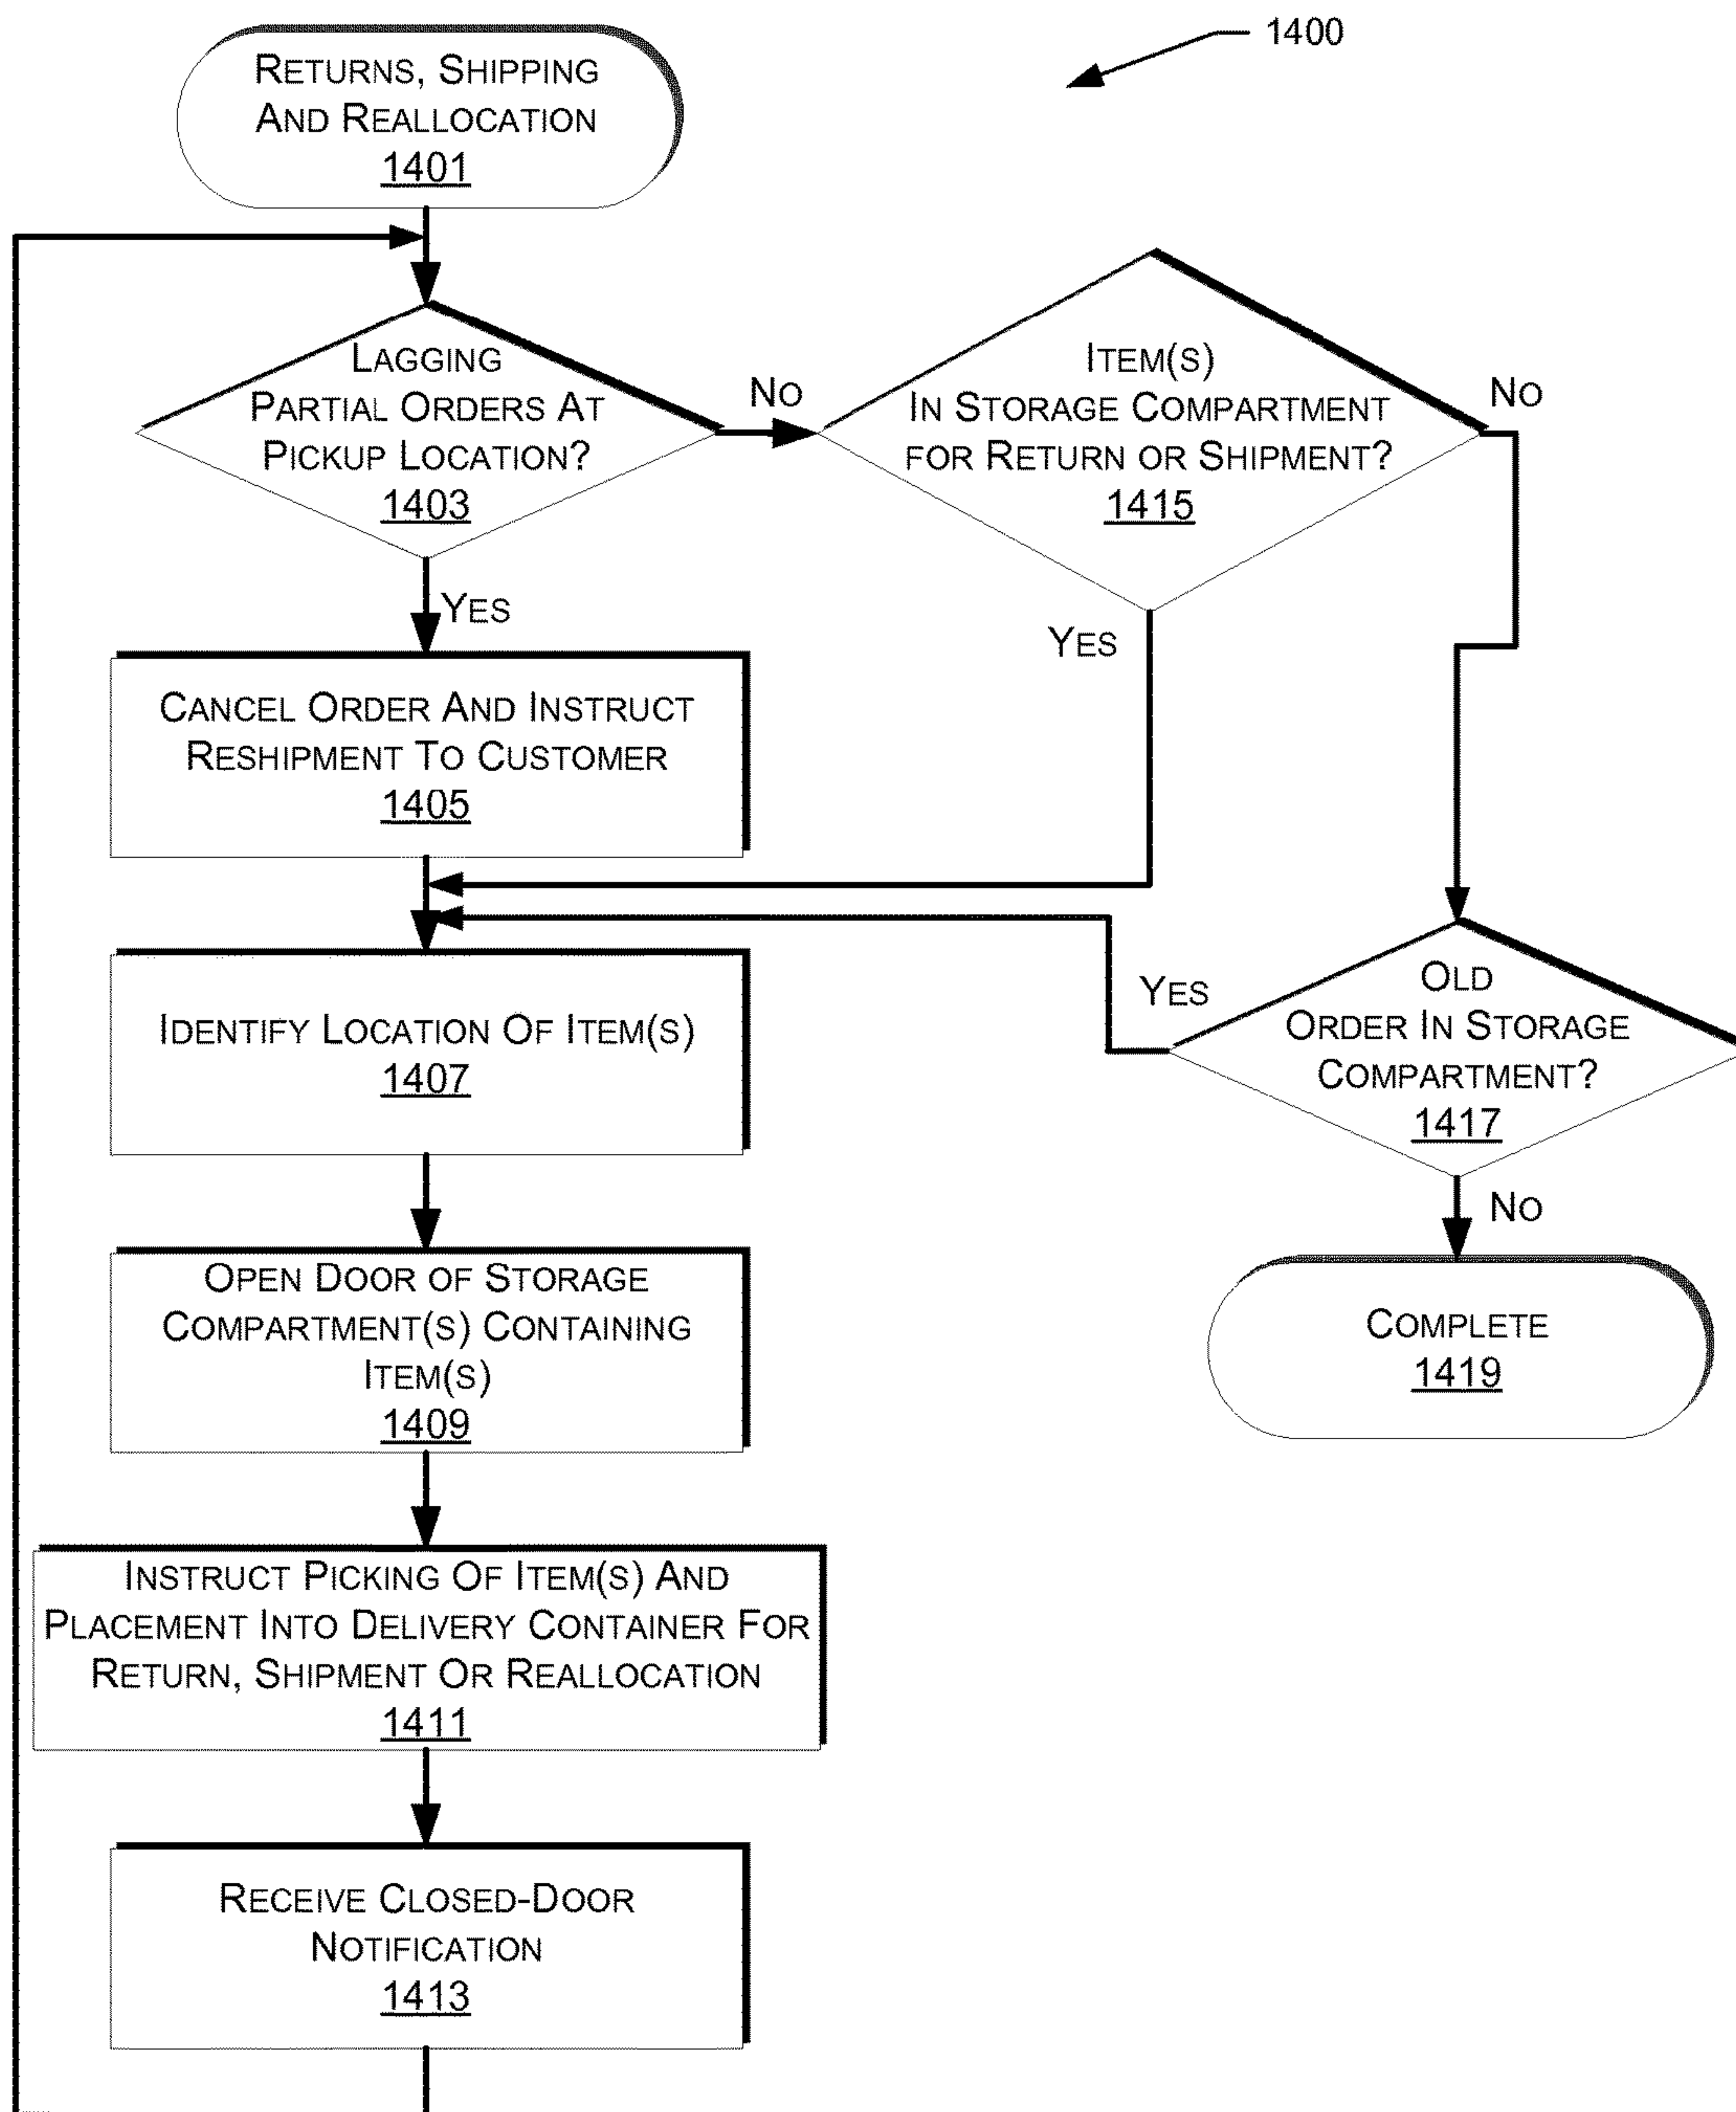 1400
RETURNS, SHIPPING
AND REALLOCATION
1401
LAGGING
PARTIAL ORDERS AT
PICKUP LOCATION?
1403
NO
ITEM(S)
IN STORAGE COMPARTMENT
FOR RETURN OR SHIPMENT?
1415
NO
YES
YES
CANCEL ORDER AND INSTRUCT
RESHIPMENT TO CUSTOMER
1405
IDENTIFY LOCATION OF ITEM(S)
1407
YES
OLD
ORDER IN STORAGE
COMPARTMENT?
1417
NO
OPEN DOOR OF STORAGE
COMPARTMENT(S) CONTAINING
ITEM(S)
1409
COMPLETE
1419
INSTRUCT PICKING OF ITEM(S) AND
PLACEMENT INTO DELIVERY CONTAINER FOR
RETURN, SHIPMENT OR REALLOCATION
1411
RECEIVE CLOSED-DOOR
NOTIFICATION
1413